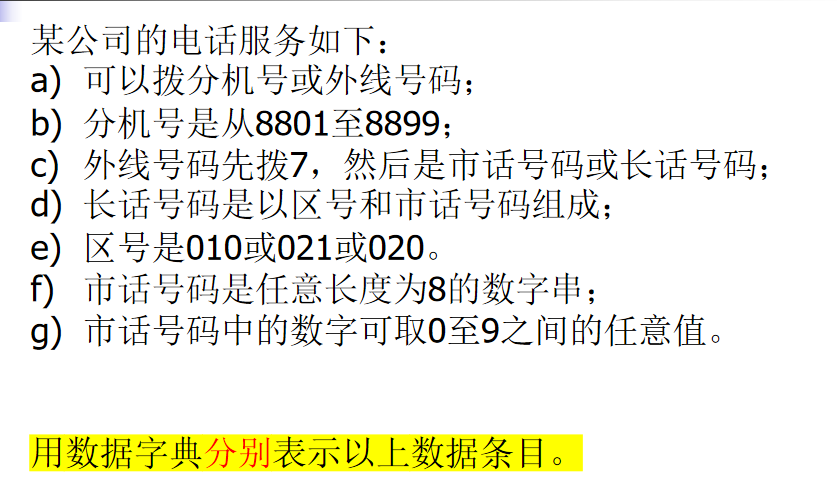 某公司的电话服务如下：
a) 可以拨分机号或外线号码；
b) 分机号是从8801至8899；
c) 外线号码先拨7，然后是市话号码或长话号码；
d) 长话号码是以区号和市话号码组成；
e) 区号是010或021或020。
f) 市话号码是任意长度为8的数字串；
g) 市话号码中的数字可取0至9之间的任意值。
用数据字典分别表示以上数据条目。